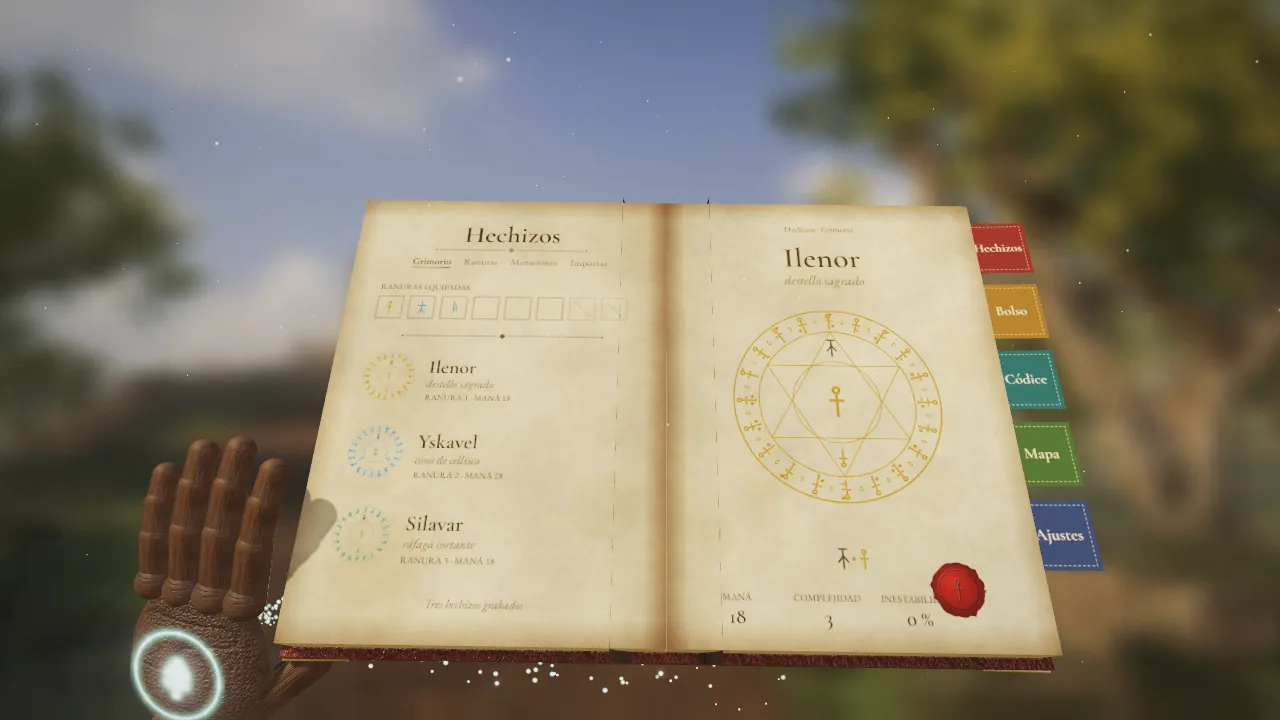 Hechizos
Grimorio Ranuras Mutaciones Impetus
RANURAS EQUIPADAS
Ilenor
destello sagrado
RANURA 1 · MANÁ 18
Yskavel
cono de cellisca
RANURA 2 · MANÁ 28
Silavar
ráfaga cortante
RANURA 3 · MANÁ 18
Tres hechizos grabados
Hechizos · Grimorio
Ilenor
destello sagrado
MANÁ COMPLEJIDAD
18 3 0 %
Hechizos
Bolso
Códice
Mapa
Ajustes